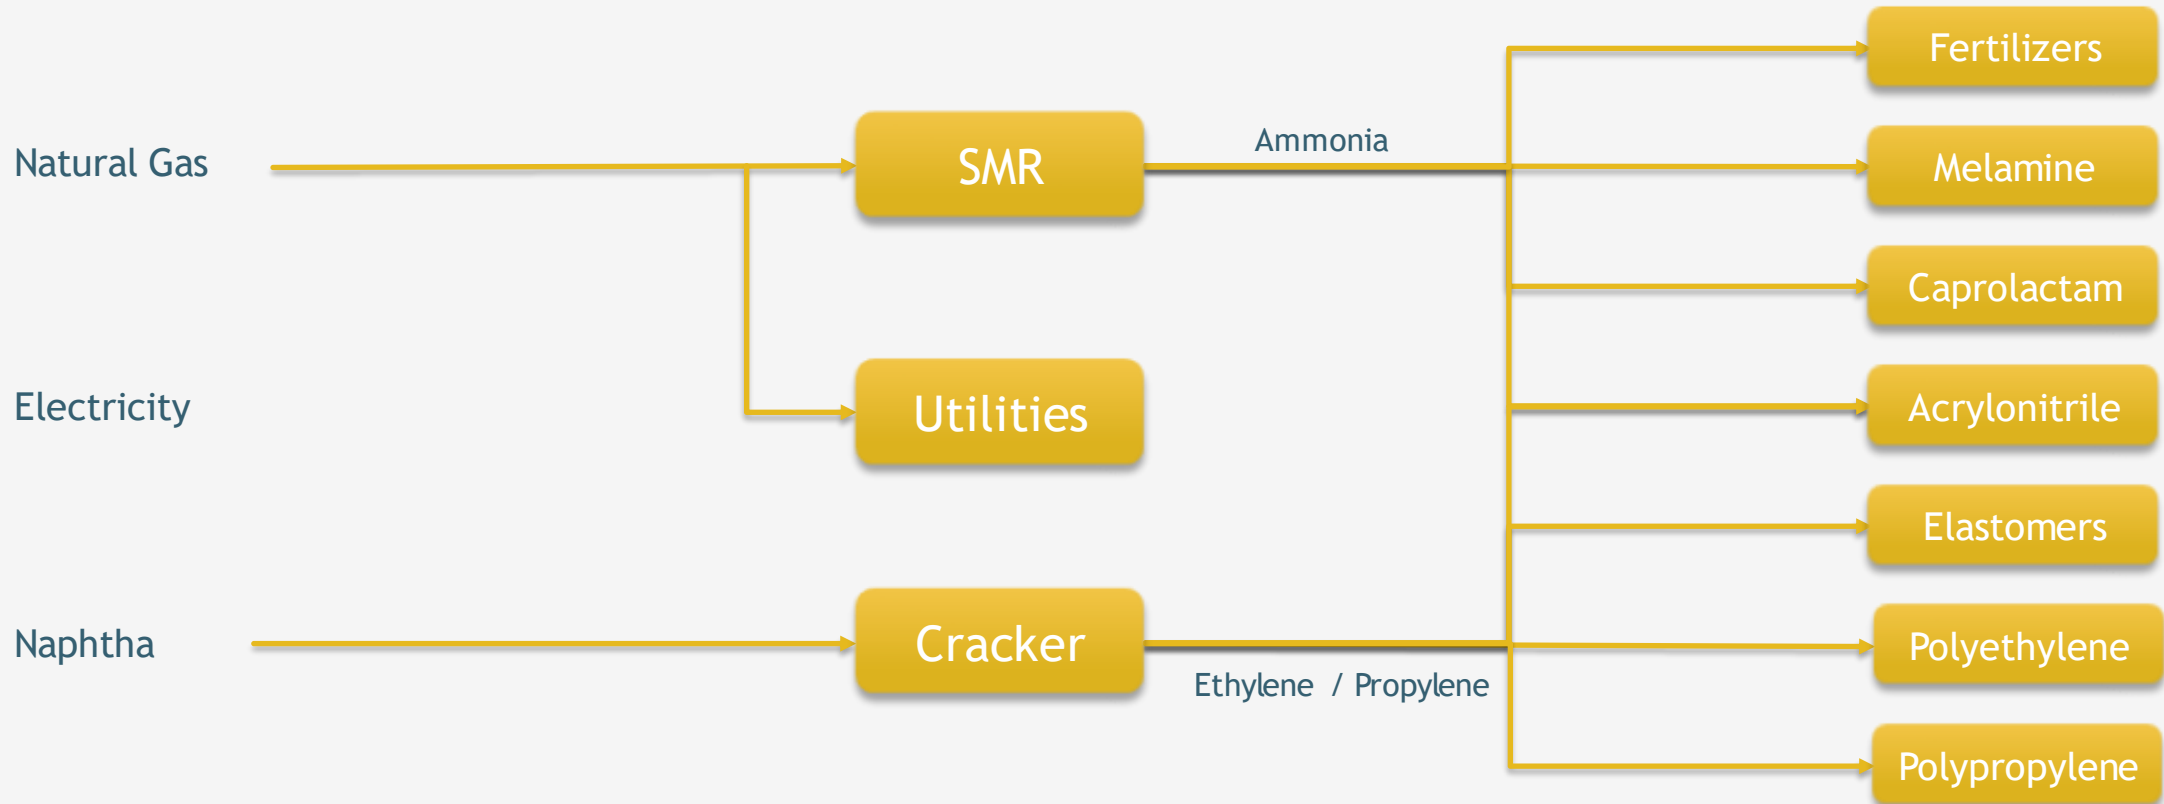 Fertilizers
Ammonia
Natural Gas
SMR
Melamine
Caprolactam
Electricity
Utilities
Acrylonitrile
Elastomers
Naphtha
Cracker
Polyethylene
Ethylene / Propylene
Polypropylene